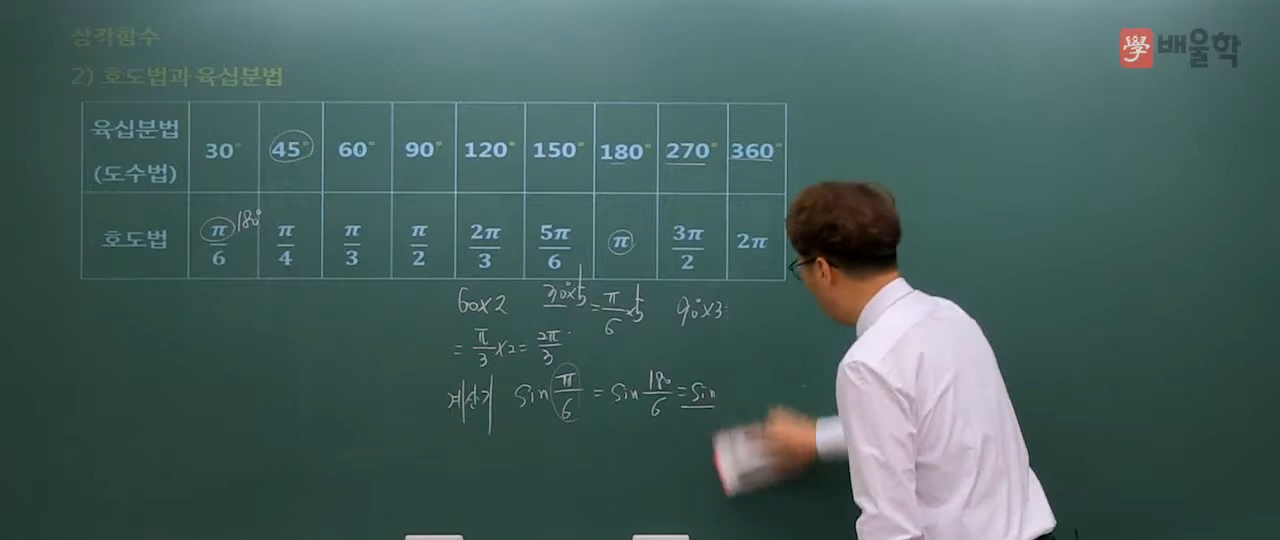 삼각함수
學 배울학
2) 호도법과 육십분법
육십분법 (도수법) 30° 45° 60° 90° 120° 150° 180° 270° 360°
호도법 π/6 180° π/4 π/3 π/2 2π/3 5π/6 π 3π/2 2π
60×2 30°×5 = π/6 ×5 90°×3
= π/3 ×2 = 2π/3
계산기 sin π/6 = sin 180/6 = sin